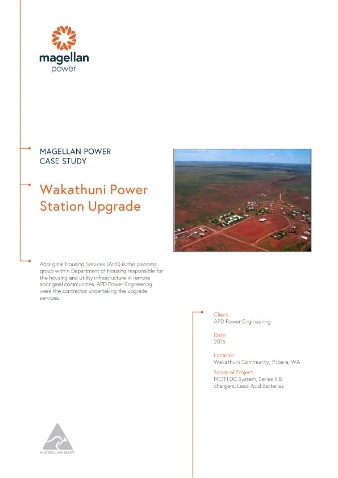 magellan
power
MAGELLAN POWER
CASE STUDY
Wakathuni Power
Station Upgrade
Aboriginal Housing Services (AHS) is the planning
group within Department of Housing responsible for
the housing and utility infrastructure in remote
aboriginal communities. APD Power Engineering
were the contractor undertaking the upgrade
services.
Client
APD Power Engineering
Date
2016
Location
Wakathuni Community, Pilbara, WA
Scope of Project
DC System, Series
Chargers, Lead Acid Batteries
AUSTRALIAN MADE